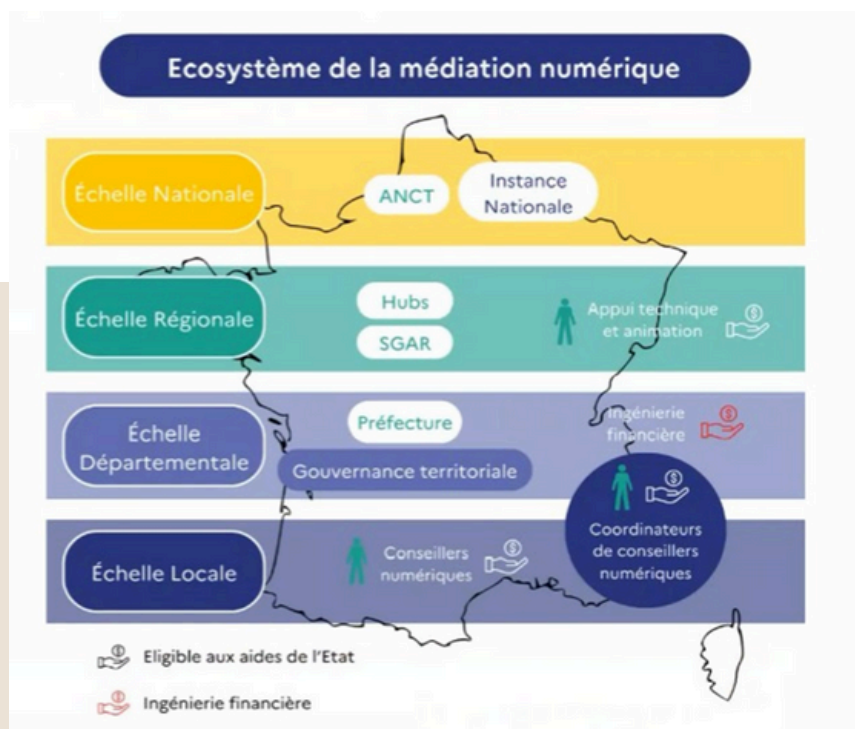 Ecosystème de la médiation numérique
Échelle Nationale
ANCT
Instance
Nationale
Échelle Régionale
Hubs
SGAR
Appui technique
et animation
Échelle
Départementale
Préfecture
Gouvernance territoriale
Ingénierie
financière
Coordinateurs
de conseillers
numériques
Échelle Locale
Conseillers
numériques
Eligible aux aides de l'Etat
Ingénierie financière